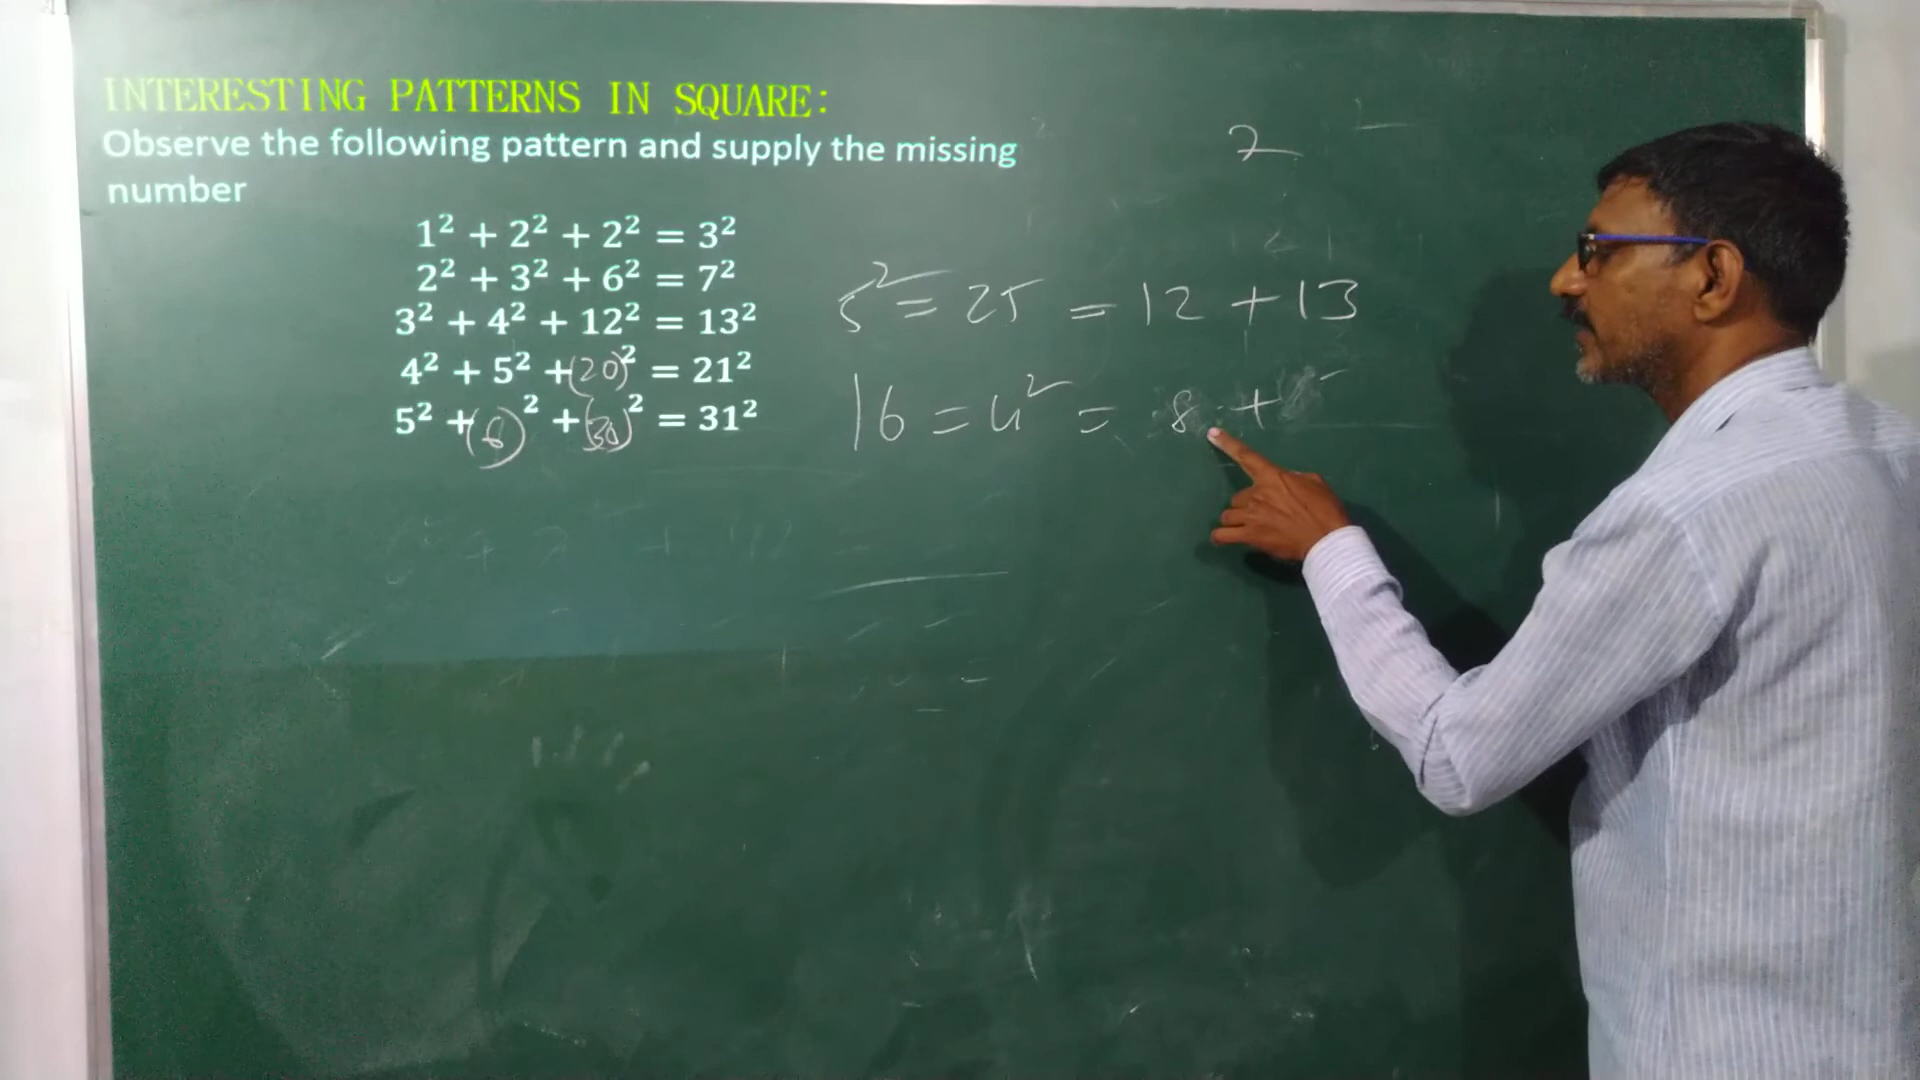 INTERESTING PATTERNS IN SQUARE:
Observe the following pattern and supply the missing
number
1² + 2² + 2² = 3²
2² + 3² + 6² = 7²
3² + 4² + 12² = 13²
4² + 5² +(20)² = 21²
5² +(6)² +(30)² = 31²
2
5² = 25 = 12 + 13
16 = 4² = 8 +